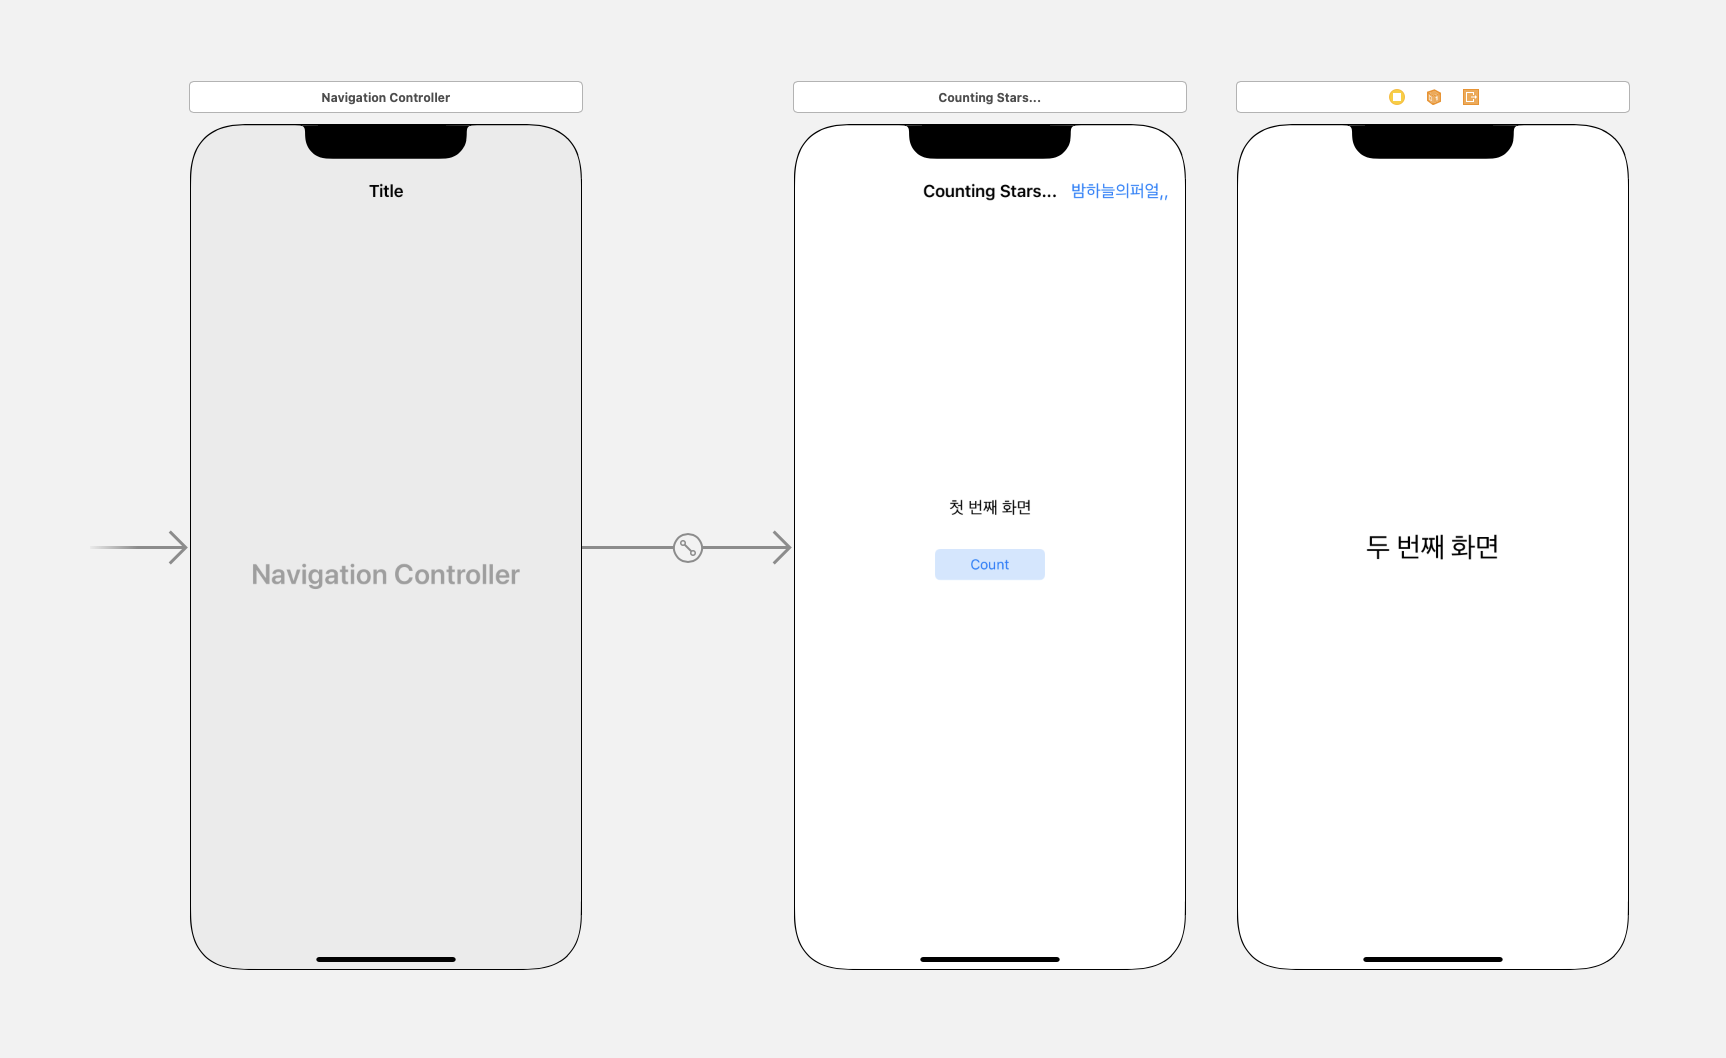 Navigation Controller
Title
Navigation Controller
Counting Stars...
Counting Stars... 밤하늘의퍼얼,,
첫 번째 화면
Count
두 번째 화면